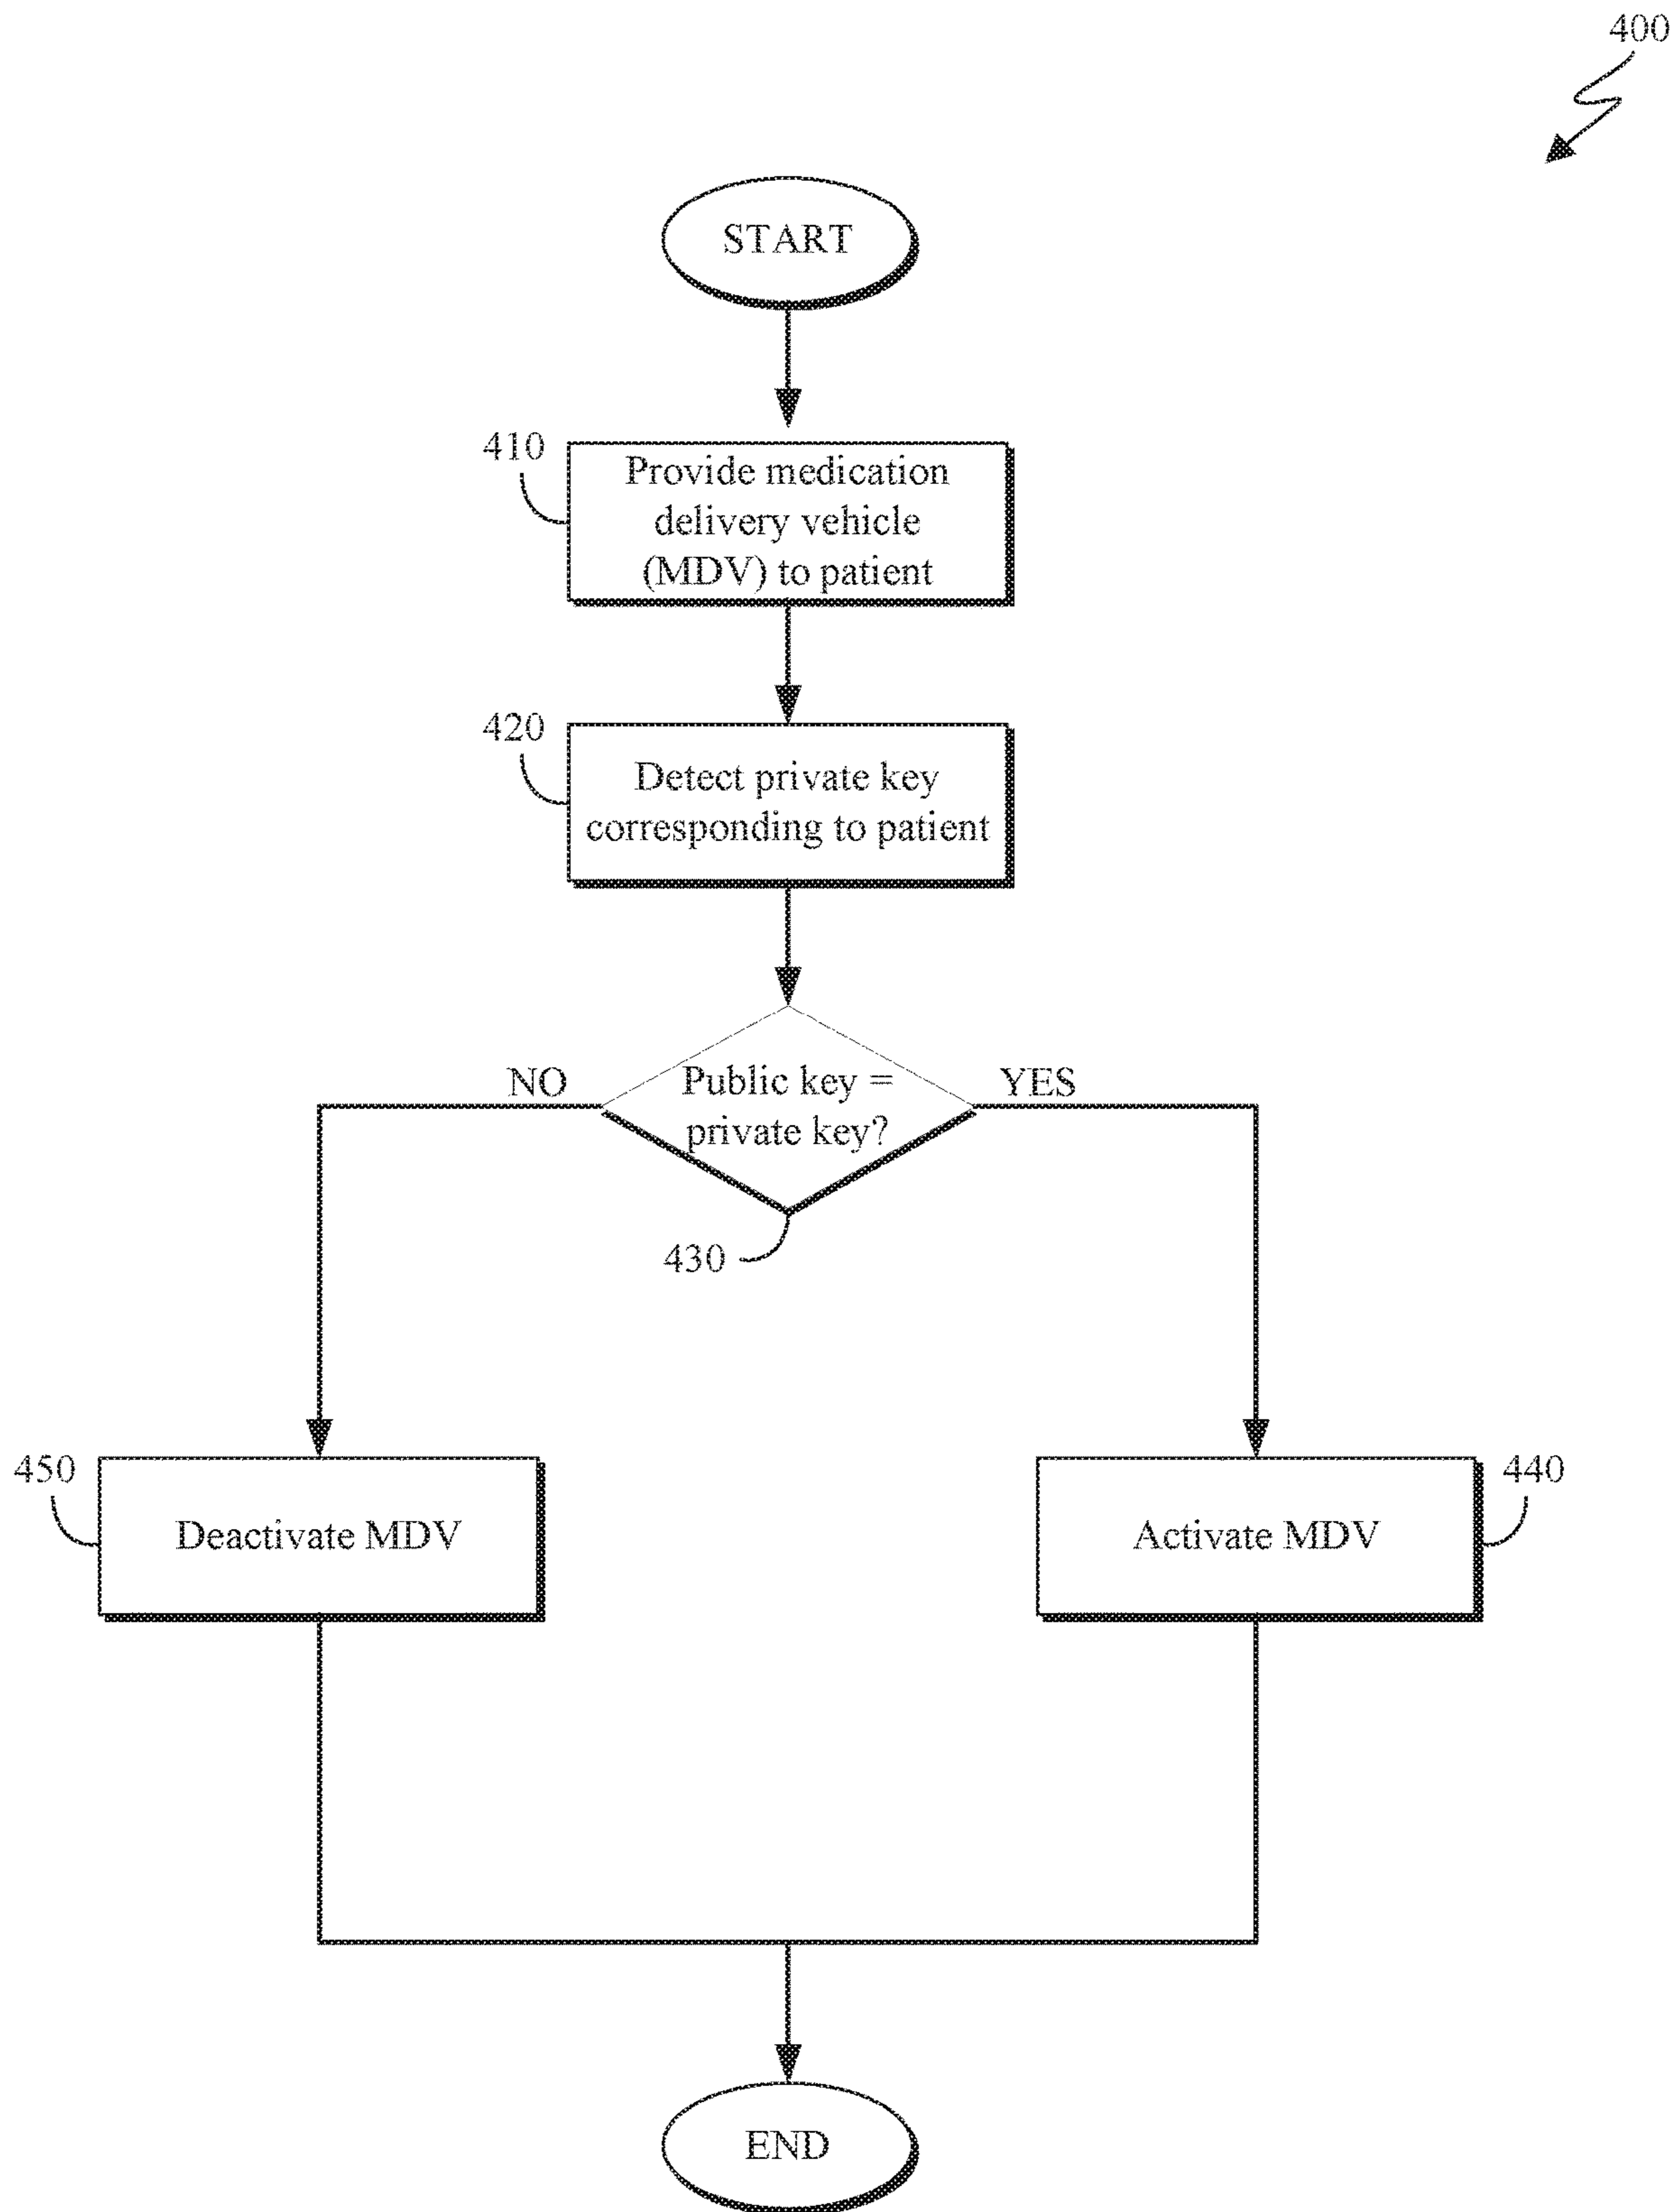 400
START
410
Provide medication
delivery vehicle
(MDV) to patient
420
Detect private key
corresponding to patient
NO
Public key =
private key?
YES
430
450
Deactivate MDV
Activate MDV
440
END